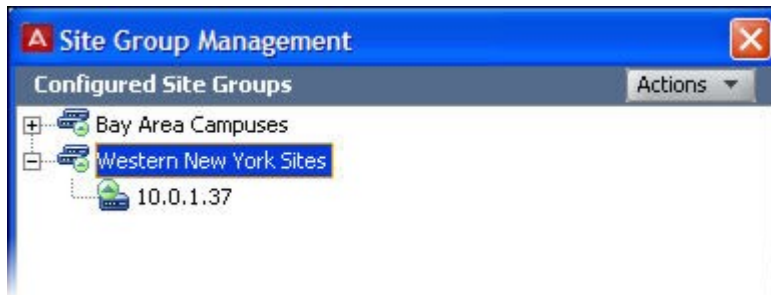 Site Group Management
Configured Site Groups Actions
Bay Area Campuses
Western New York Sites
10.0.1.37